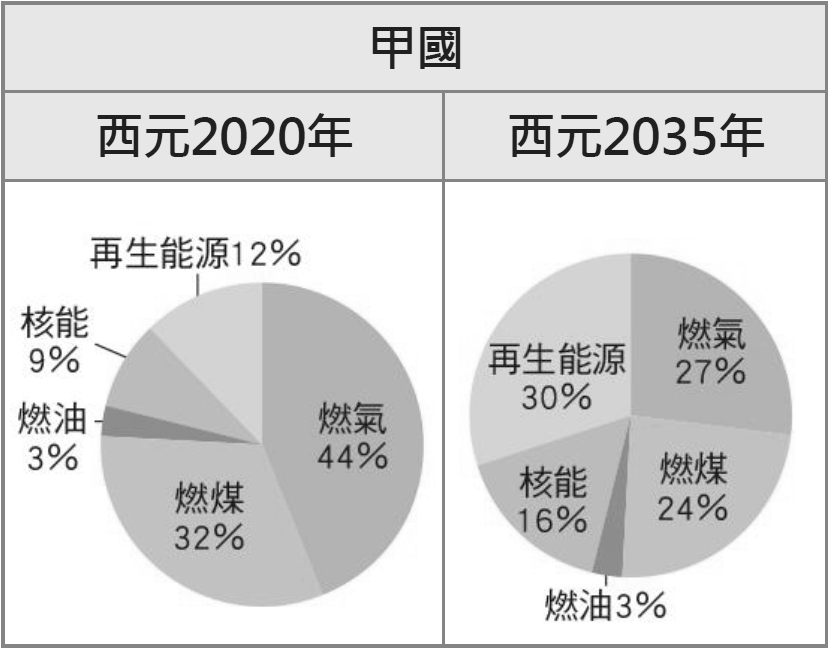 甲國
西元2020年
西元2035年
再生能源12%
核能
9%
燃油
3%
燃氣
44%
燃煤
32%
再生能源
30%
燃氣
27%
核能
16%
燃煤
24%
燃油3%